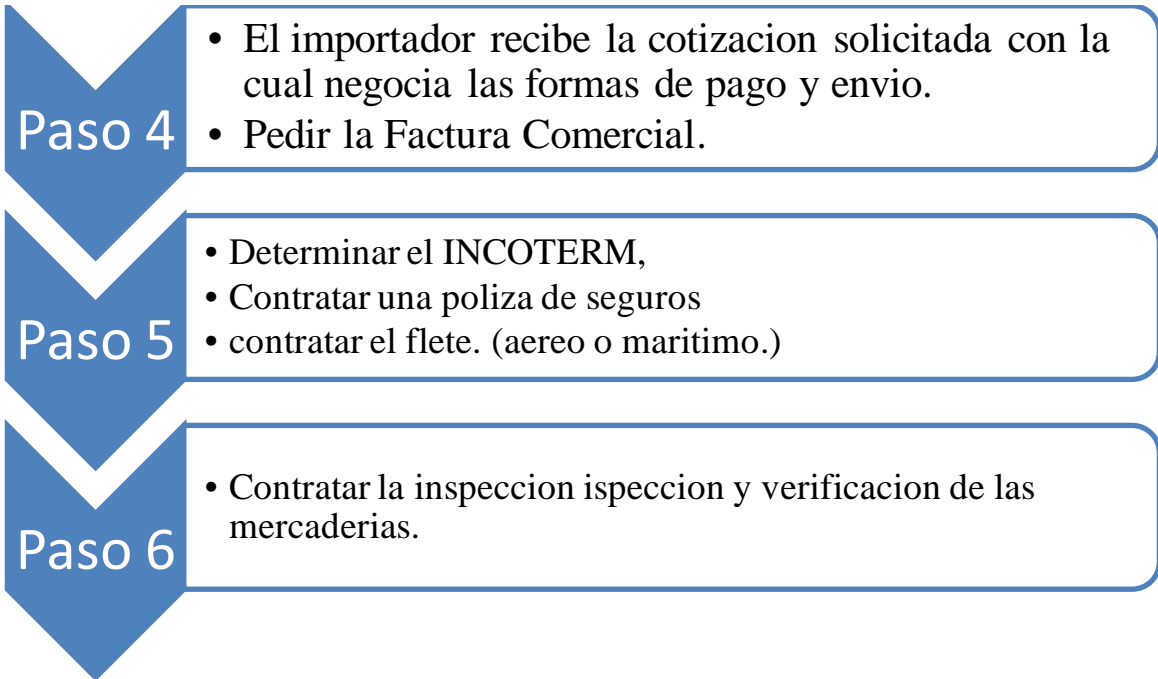 Paso 4
• El importador recibe la cotizacion solicitada con la
cual negocia las formas de pago y envio.
• Pedir la Factura Comercial.
Paso 5
• Determinar el INCOTERM,
• Contratar una poliza de seguros
• contratar el flete. (aereo o maritimo.)
Paso 6
• Contratar la inspeccion ispeccion y verificacion de las
mercaderias.